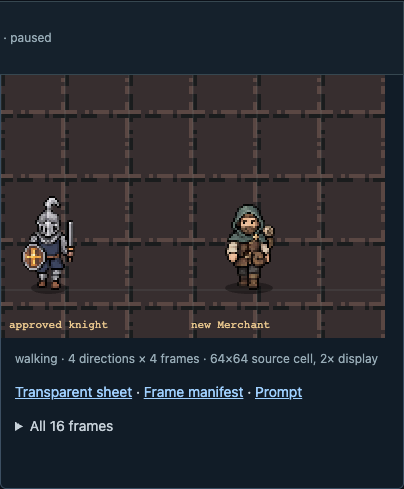 · paused
approved knight
new Merchant
walking · 4 directions × 4 frames · 64×64 source cell, 2× display
Transparent sheet · Frame manifest · Prompt
▶ All 16 frames